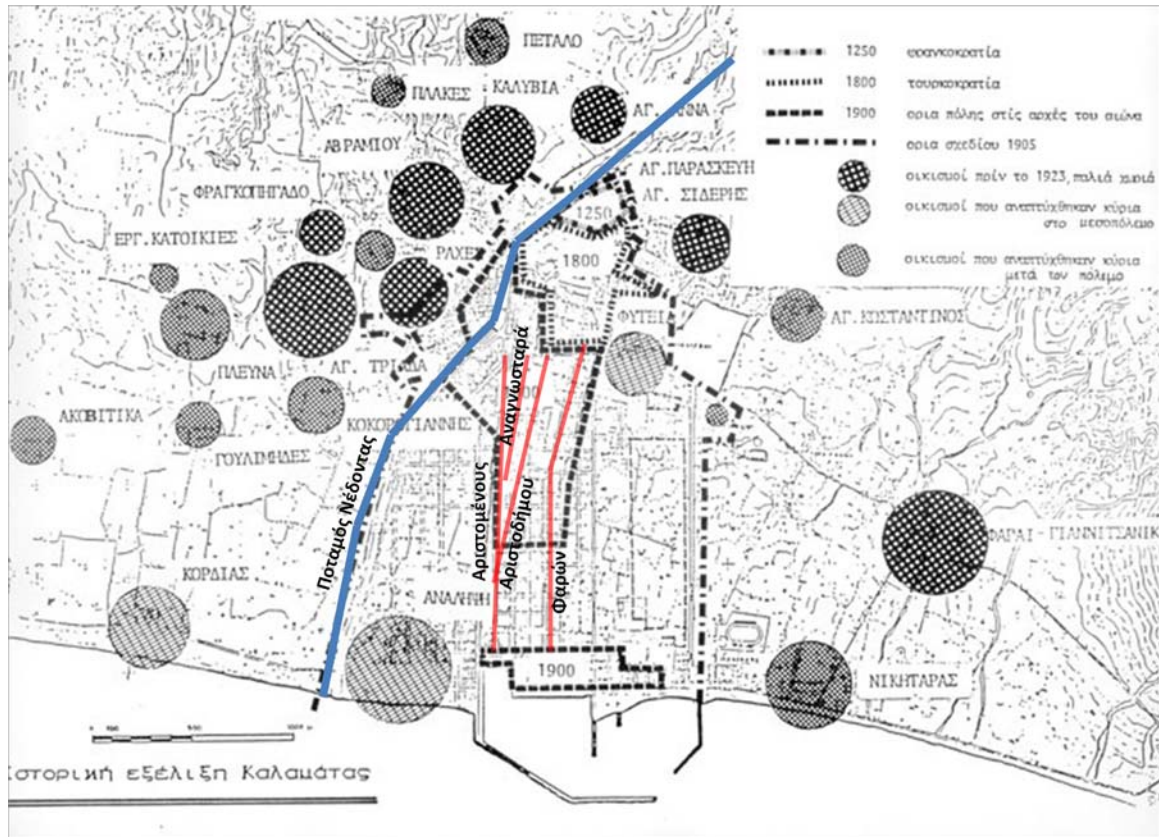 ΠΕΤΑΛΟ
ΠΛΑΚΕΣ
ΚΑΛΥΒΙΑ
ΑΓ. ΑΝΝΑ
ΑΒΡΑΜΙΟΥ
ΑΓ. ΠΑΡΑΣΚΕΥΗ
ΑΓ. ΣΙΔΕΡΗΣ
ΦΡΑΓΚΟΠΗΓΑΔΟ
1250
ΕΡΓ. ΚΑΤΟΙΚΙΕΣ
ΡΑΧΕΣ
1800
ΦΥΤΕΙΑ
ΑΓ. ΚΩΣΤΑΝΤΙΝΟΣ
ΠΛΕΥΝΑ
ΑΓ. ΤΡΙΑΔΑ
ΑΚΟΒΙΤΙΚΑ
ΚΟΚΟΡΟΓΙΑΝΝΗΣ
ΓΟΥΛΙΜΗΔΕΣ
Αναγνωσταρά
Αριστομένους
Αριστοδήμου
Φαρών
Ποταμός Νέδοντας
ΦΑΡΑΙ - ΓΙΑΝΝΙΤΣΑΝΙΚ
ΚΟΡΔΙΑΣ
ΑΝΑΛΗΨΗ
1900
ΝΙΚΗΤΑΡΑΣ
1250 φραγκοκρατία
1800 τουρκοκρατία
1900 ορια πόλης στίς αρχές του αιώνα
ορια σχεδίου 1905
οικισμοί πρίν το 1923, παλιά χωριά
οικισμοί που αναπτύχθηκαν κύρια
στο μεσοπόλεμο
οικισμοί που αναπτύχθηκαν κύρια
μετά τον πόλεμο
ιστορική εξέλιξη Καλαμάτας